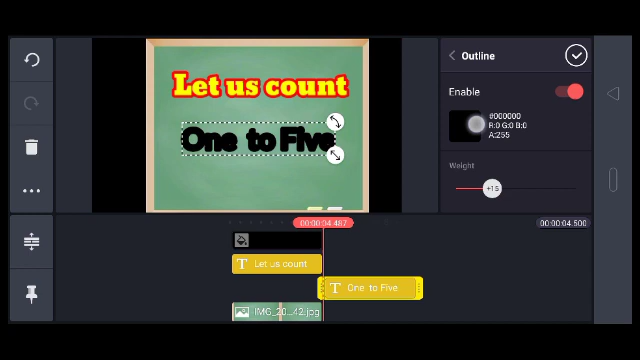 Let us count
One to Five
Outline
Enable
#000000
R:0 G:0 B:0
A:255
Weight
+15
00:00:04.487
00:00:04.500
T Let us count
T One to Five
IMG_20...42.jpg